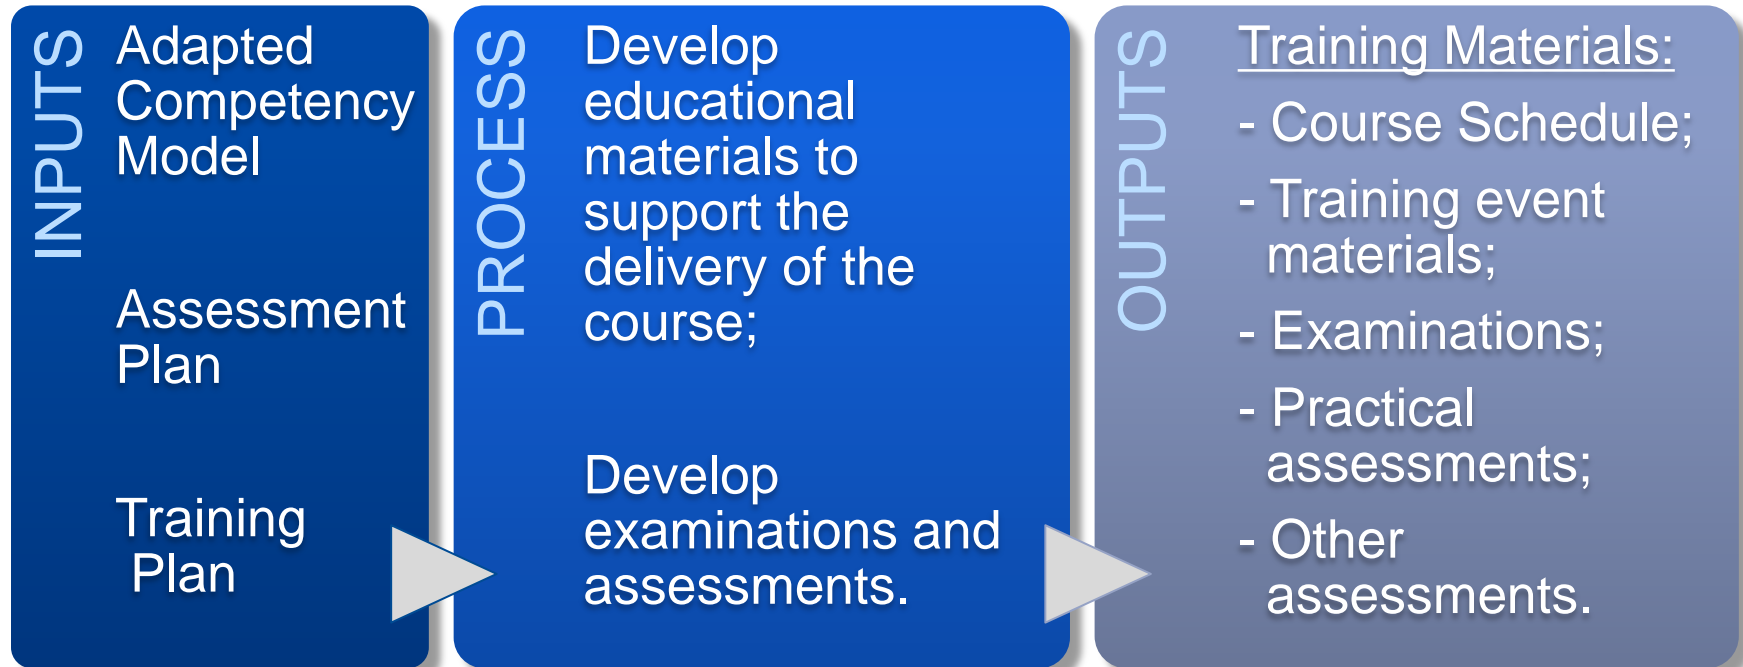 INPUTS
Adapted
Competency
Model
Assessment
Plan
Training
Plan
PROCESS
Develop
educational
materials to
support the
delivery of the
course;
Develop
examinations and
assessments.
OUTPUTS
Training Materials:
- Course Schedule;
- Training event
materials;
- Examinations;
- Practical
assessments;
- Other
assessments.